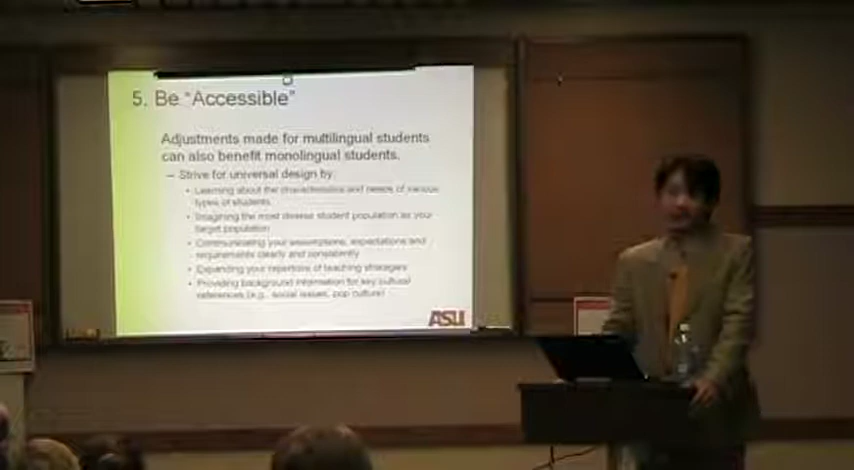 5. Be "Accessible"
Adjustments made for multilingual students
can also benefit monolingual students.
– Strive for universal design by:
• Learning about the characteristics and needs of various
types of students
• Imagining the most diverse student population as your
target population
• Communicating your assumptions, expectations and
requirements clearly and consistently
• Expanding your repertoire of teaching strategies
• Providing background information for key cultural
references (e.g., social issues, pop culture)
ASU